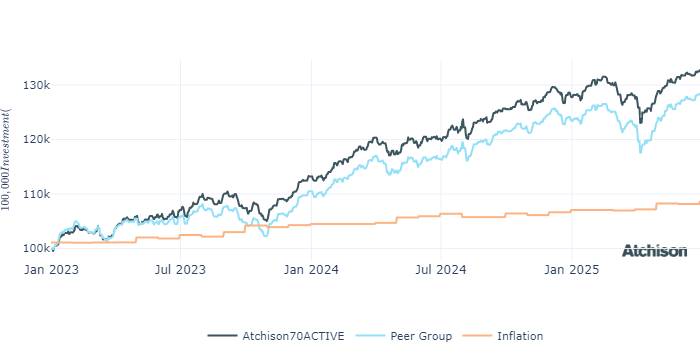 130k
120k
110k
100k
100,000Investment(
Jan 2023
Jul 2023
Jan 2024
Jul 2024
Jan 2025
Atchison
Atchison70ACTIVE
Peer Group
Inflation